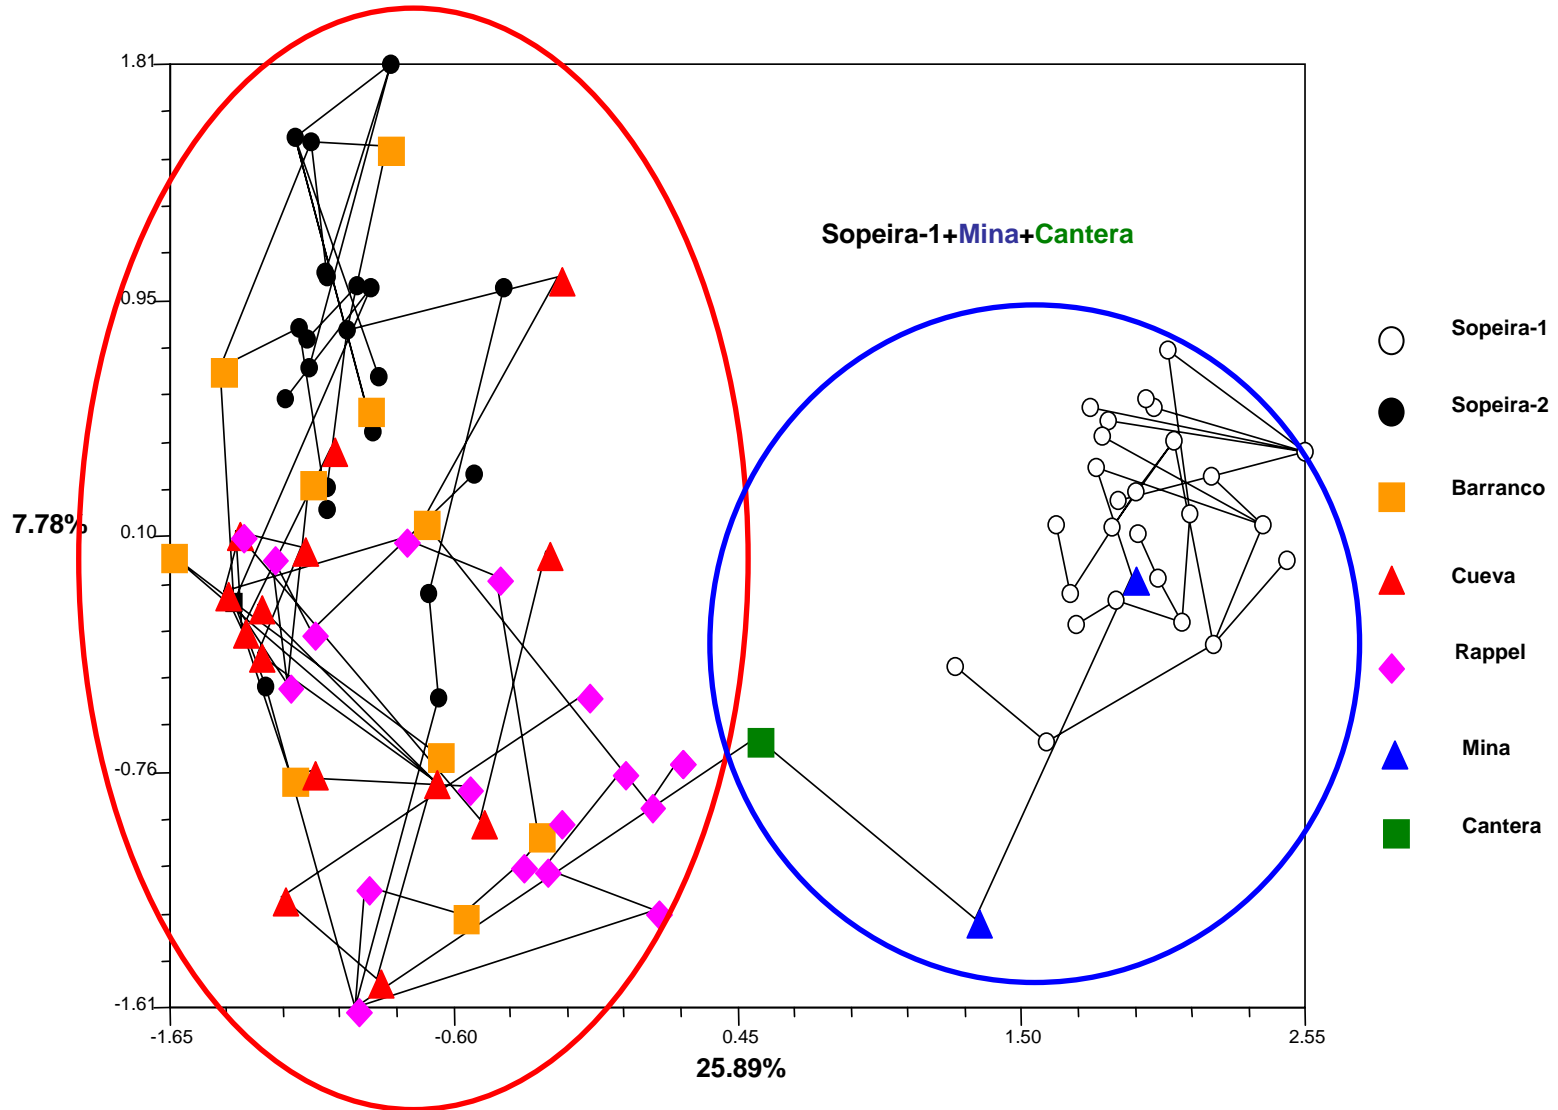 1.81
Sopeira-1+Mina+Cantera
0.95
Sopeira-1
Sopeira-2
Barranco
7.78%
0.10
Cueva
Rappel
Mina
-0.76
Cantera
-1.61
-1.65
-0.60
0.45
1.50
2.55
25.89%